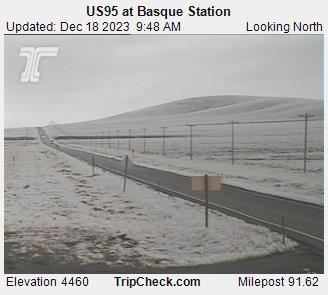 US95 at Basque Station
Updated: Dec 18 2023 9:48 AM Looking North
Elevation 4460 TripCheck.com Milepost 91.62